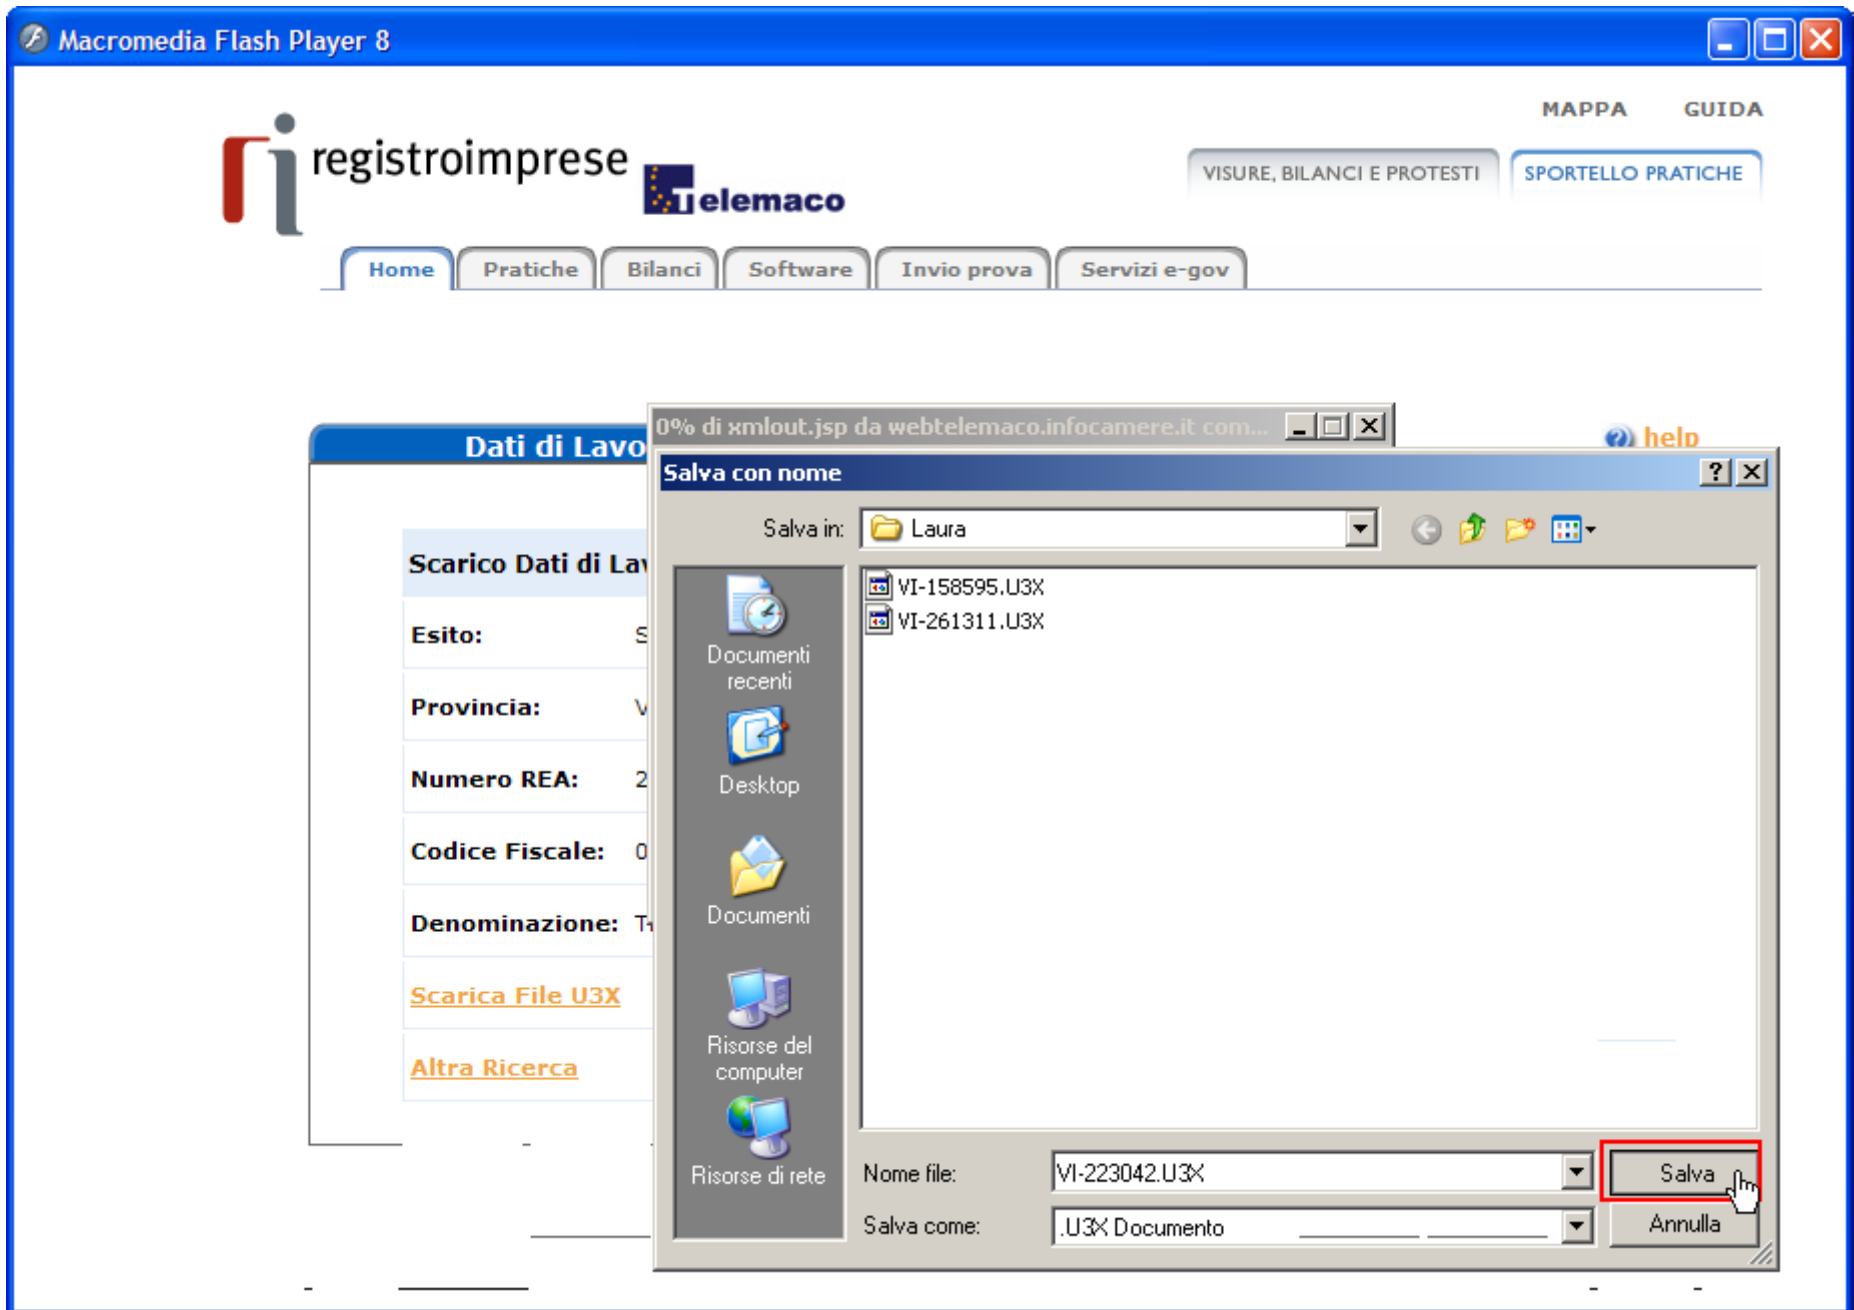 Macromedia Flash Player 8
MAPPA GUIDA
registroimprese
Telemaco
VISURE, BILANCI E PROTESTI SPORTELLO PRATICHE
Home Pratiche Bilanci Software Invio prova Servizi e-gov
0% di xmlout.jsp da webtelemaco.infocamere.it com...
help
Dati di Lavo
Salva con nome
Salva in: Laura
Scarico Dati di Lav
VI-158595.U3X
VI-261311.U3X
Esito: S
Documenti
recenti
Provincia: V
Numero REA: 2
Desktop
Codice Fiscale: 0
Denominazione: T
Documenti
Scarica File U3X
Risorse del
computer
Altra Ricerca
Risorse di rete
Nome file: VI-223042.U3X Salva
Salva come: .U3X Documento Annulla